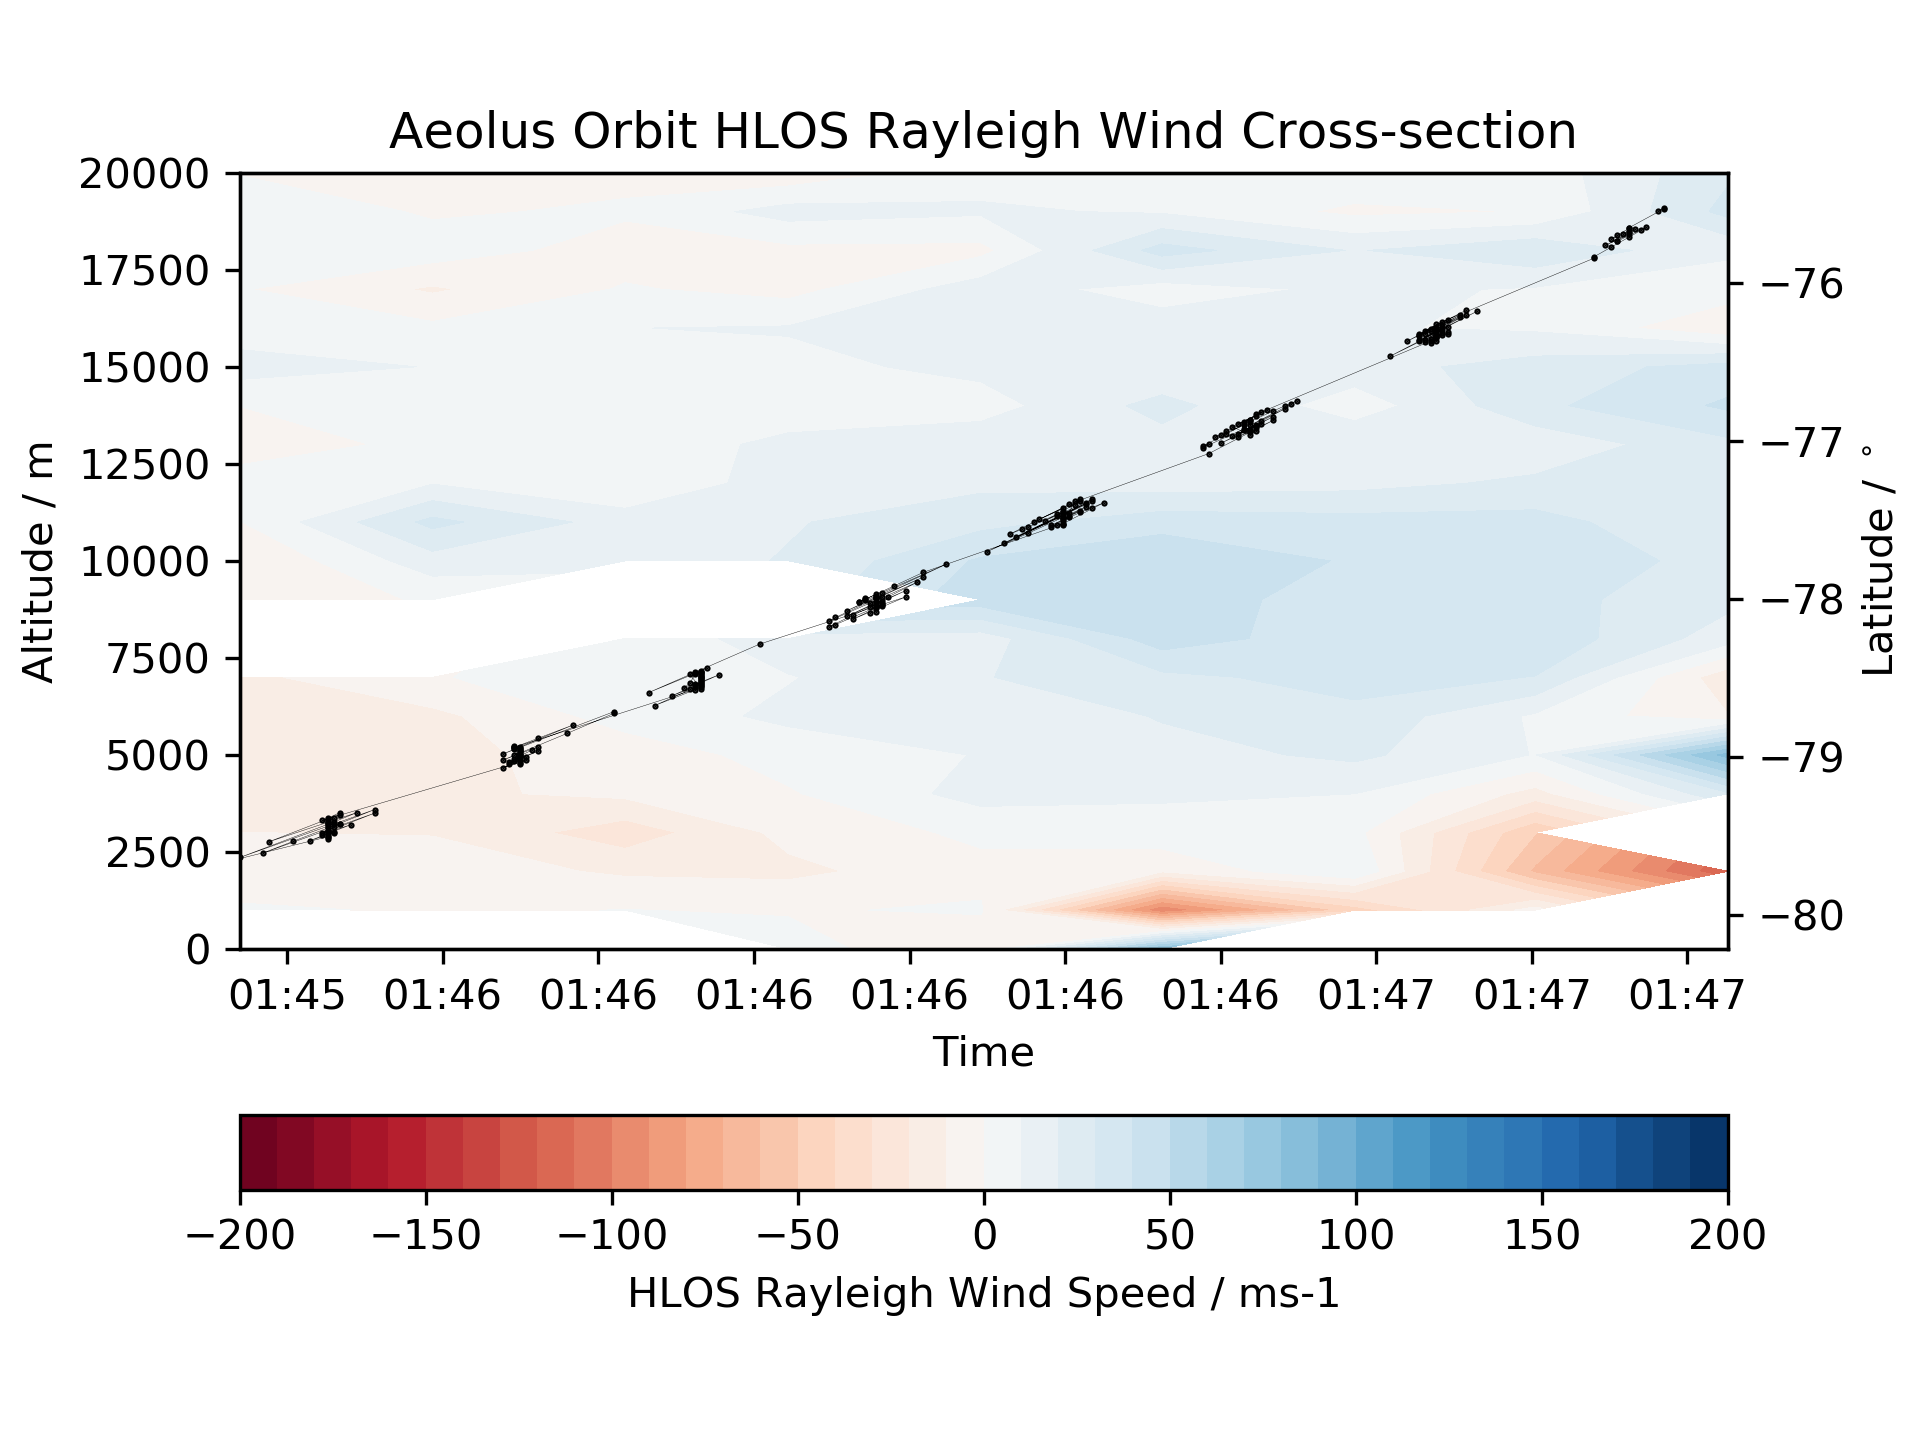 Aeolus Orbit HLOS Rayleigh Wind Cross-section
20000
17500
15000
12500
10000
7500
5000
2500
0
Altitude / m
−76
−77
−78
−79
−80
Latitude / °
01:45 01:46 01:46 01:46 01:46 01:46 01:46 01:47 01:47 01:47
Time
−200 −150 −100 −50 0 50 100 150 200
HLOS Rayleigh Wind Speed / ms-1